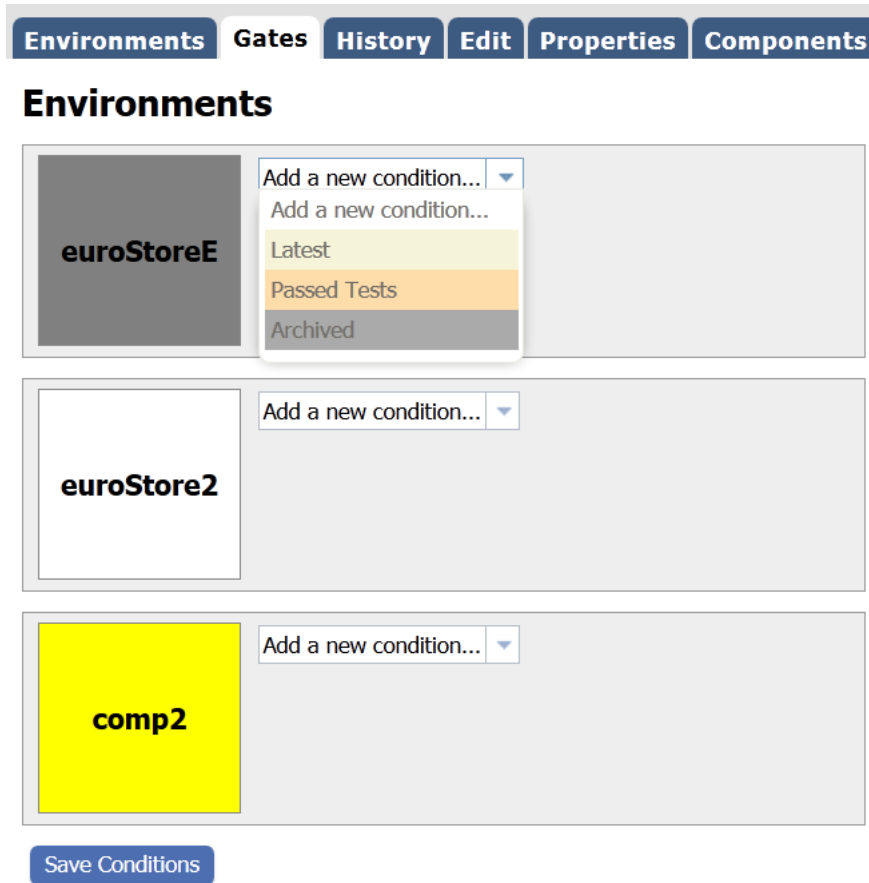 Environments Gates History Edit Properties Components
Environments
euroStoreE
Add a new condition...
Add a new condition...
Latest
Passed Tests
Archived
euroStore2
Add a new condition...
comp2
Add a new condition...
Save Conditions